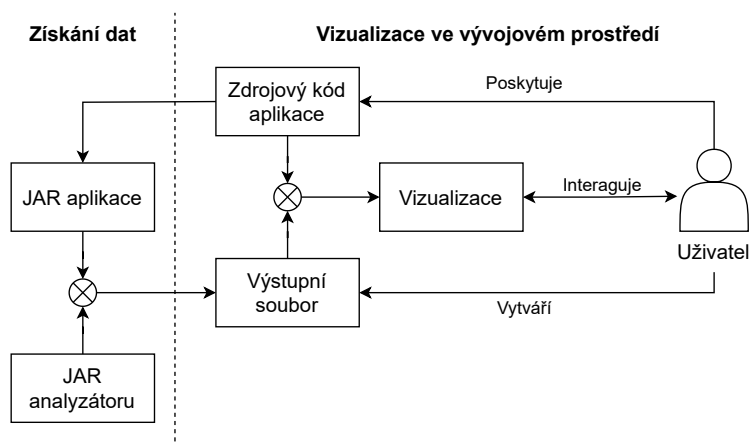 Získání dat
Vizualizace ve vývojovém prostředí
Zdrojový kód
aplikace
Poskytuje
JAR aplikace
Vizualizace
Interaguje
Uživatel
Výstupní
soubor
Vytváří
JAR
analyzátoru